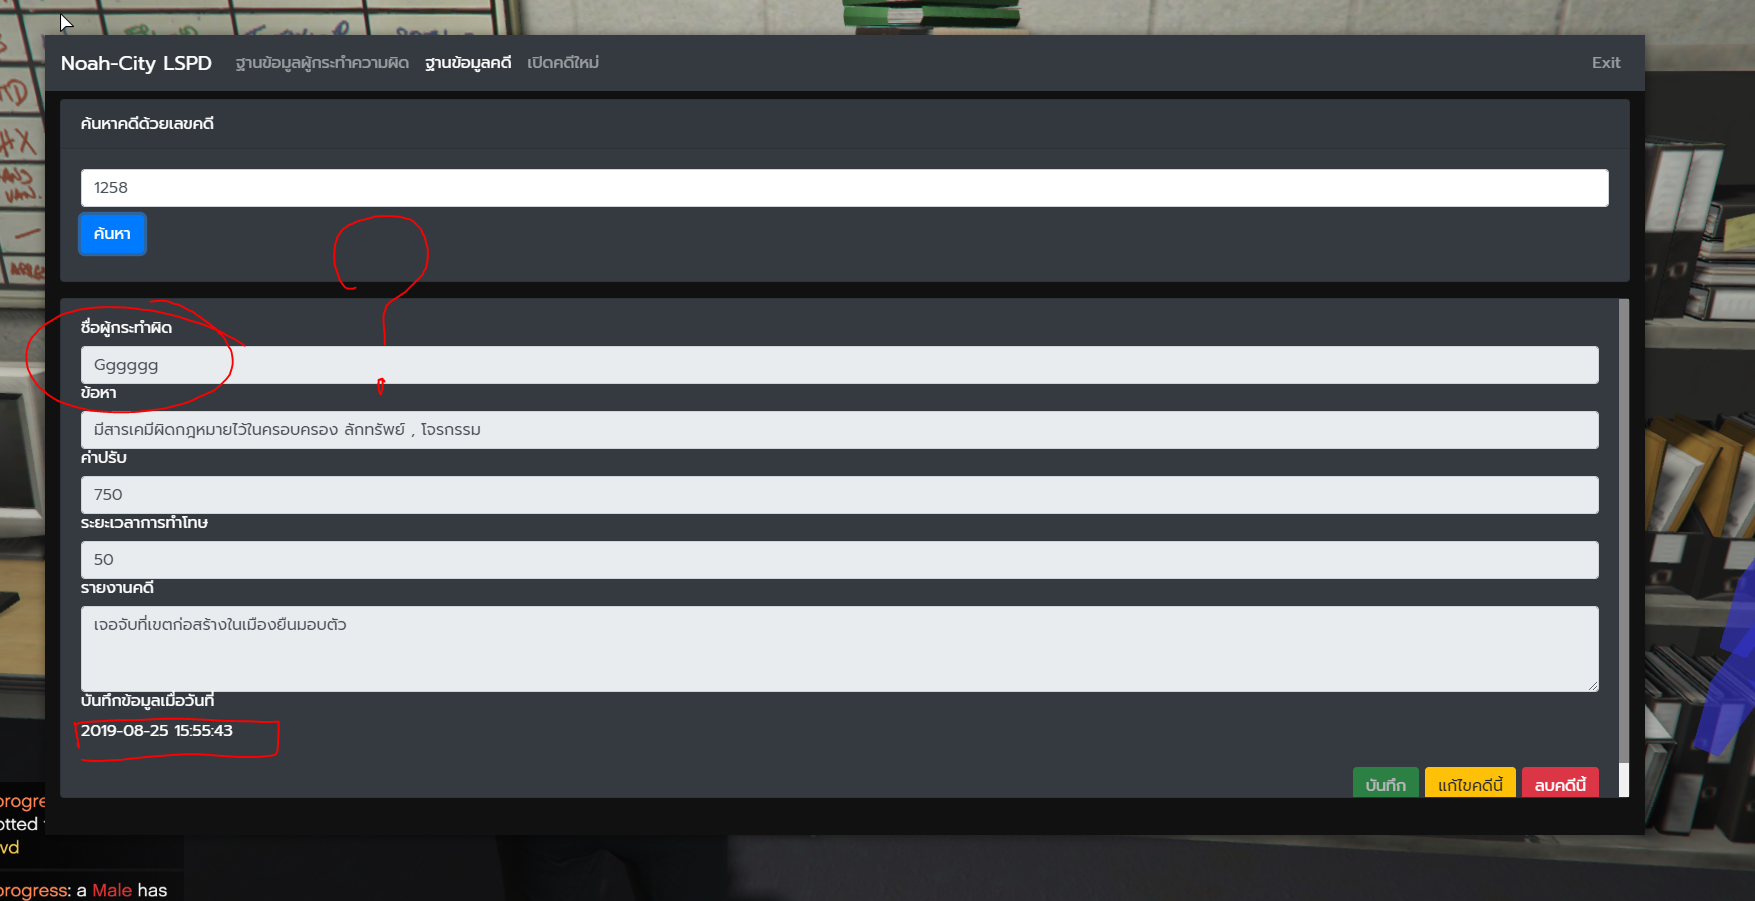 Noah-City LSPD ฐานข้อมูลผู้กระทำความผิด ฐานข้อมูลคดี เปิดคดีใหม่ Exit
ค้นหาคดีด้วยเลขคดี
1258
ค้นหา
ชื่อผู้กระทำผิด
Ggggggg
ข้อหา
มีสารเคมีผิดกฎหมายไว้ในครอบครอง ลักทรัพย์ , โจรกรรม
ค่าปรับ
750
ระยะเวลาการทำโทษ
50
รายงานคดี
เจอจับที่เขตก่อสร้างในเมืองยืนมอบตัว
บันทึกข้อมูลเมื่อวันที่
2019-08-25 15:55:43
บันทึก แก้ไขคดีนี้ ลบคดีนี้
progre
otted
vd
progress: a Male has